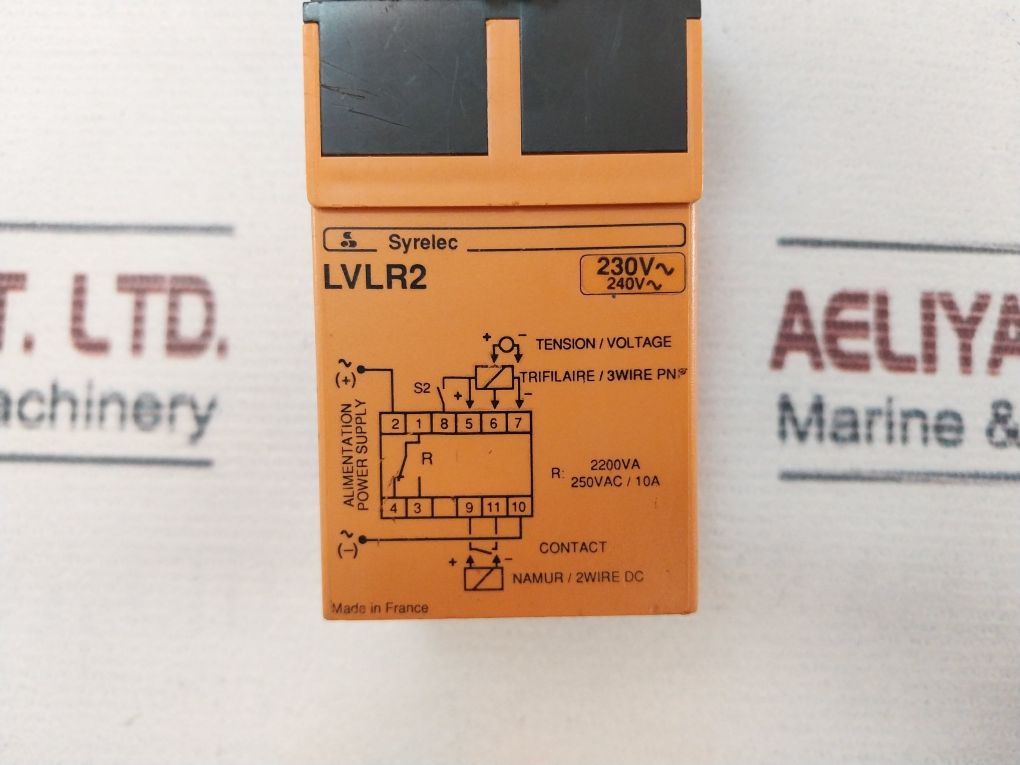 Syrelec
LVLR2
230V~
240V~
+ −
TENSION / VOLTAGE
TRIFILAIRE / 3WIRE PNP
~
(+)
S2
+ −
ALIMENTATION
POWER SUPPLY
2 1 8 5 6 7
R
R: 2200VA
250VAC / 10A
4 3 9 11 10
~
(−)
CONTACT
+ −
NAMUR / 2WIRE DC
Made in France
T. LTD.
achinery
AELIYA
Marine &